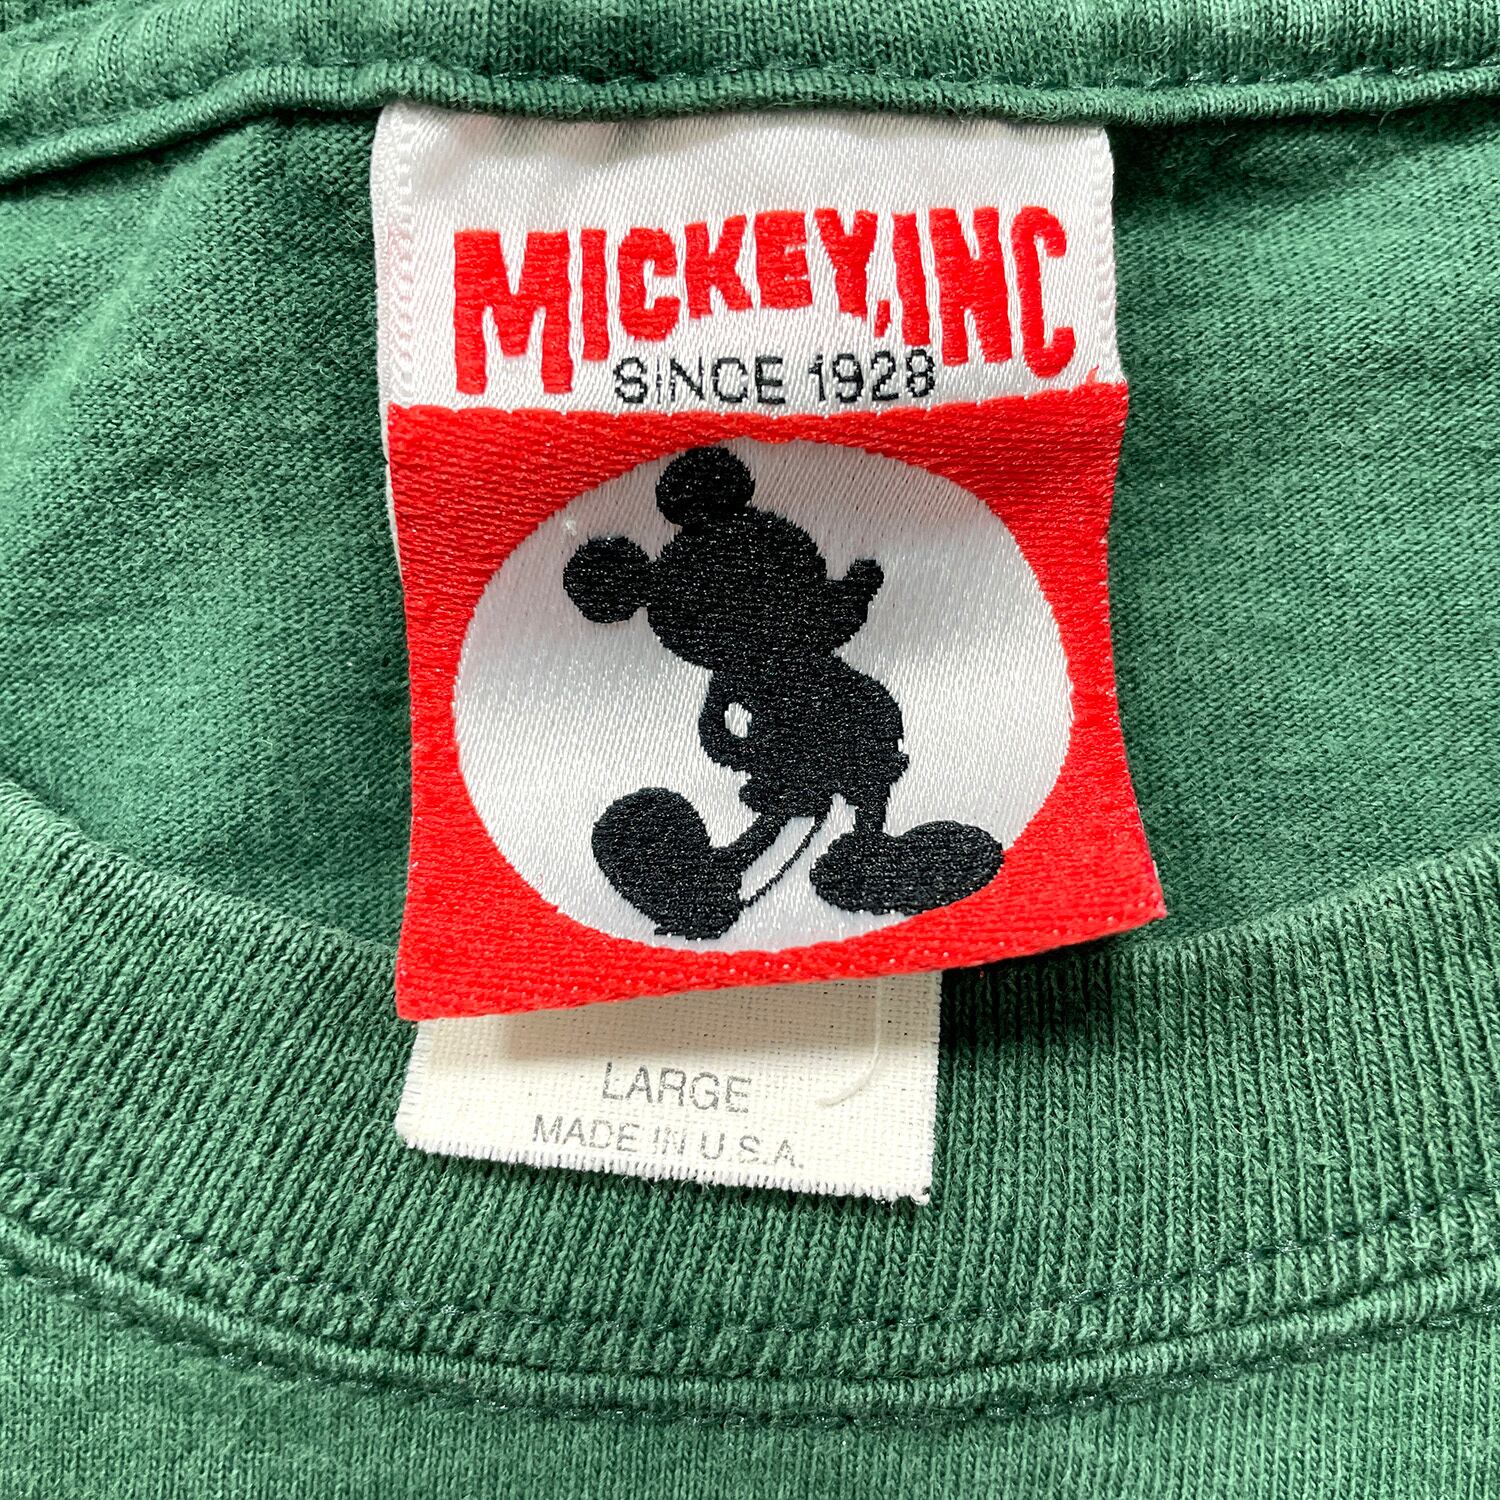 MICKEY, INC
SINCE 1928
LARGE
MADE IN U.S.A.